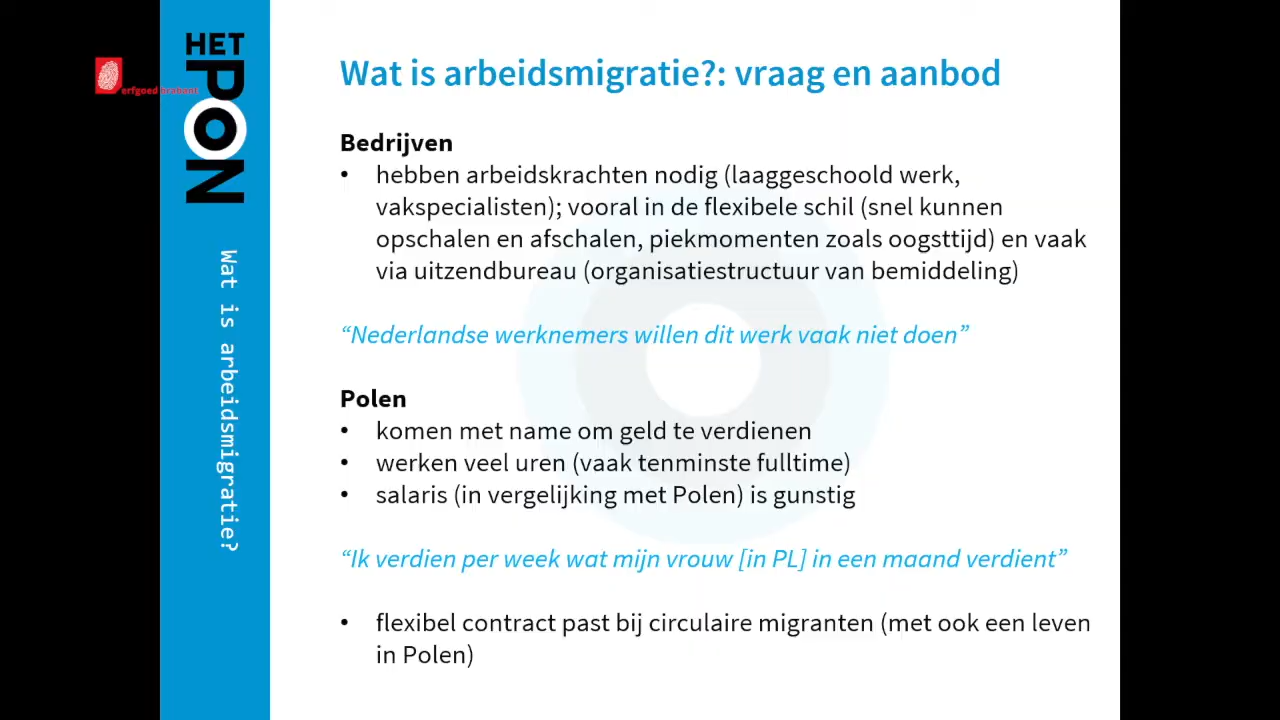 HET
PON
erfgoed brabant
Wat is arbeidsmigratie?
Wat is arbeidsmigratie?: vraag en aanbod
Bedrijven
• hebben arbeidskrachten nodig (laaggeschoold werk,
vakspecialisten); vooral in de flexibele schil (snel kunnen
opschalen en afschalen, piekmomenten zoals oogsttijd) en vaak
via uitzendbureau (organisatiestructuur van bemiddeling)
“Nederlandse werknemers willen dit werk vaak niet doen”
Polen
• komen met name om geld te verdienen
• werken veel uren (vaak tenminste fulltime)
• salaris (in vergelijking met Polen) is gunstig
“Ik verdien per week wat mijn vrouw [in PL] in een maand verdient”
• flexibel contract past bij circulaire migranten (met ook een leven
in Polen)